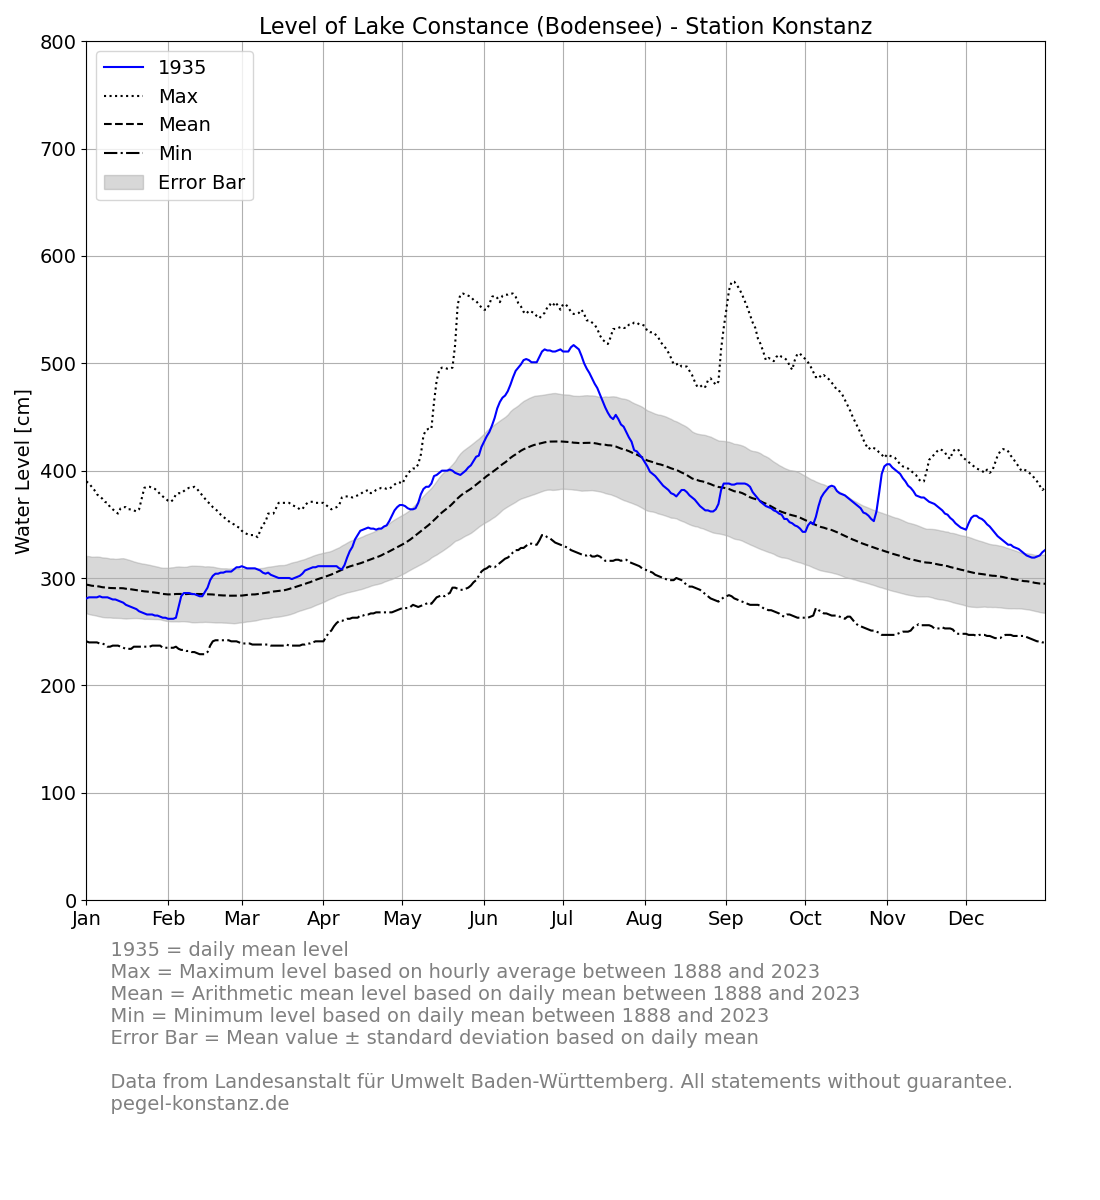 Level of Lake Constance (Bodensee) - Station Konstanz
800
700
600
500
400
300
200
100
0
Water Level [cm]
1935
Max
Mean
Min
Error Bar
Jan Feb Mar Apr May Jun Jul Aug Sep Oct Nov Dec
1935 = daily mean level
Max = Maximum level based on hourly average between 1888 and 2023
Mean = Arithmetic mean level based on daily mean between 1888 and 2023
Min = Minimum level based on daily mean between 1888 and 2023
Error Bar = Mean value ± standard deviation based on daily mean
Data from Landesanstalt für Umwelt Baden-Württemberg. All statements without guarantee.
pegel-konstanz.de